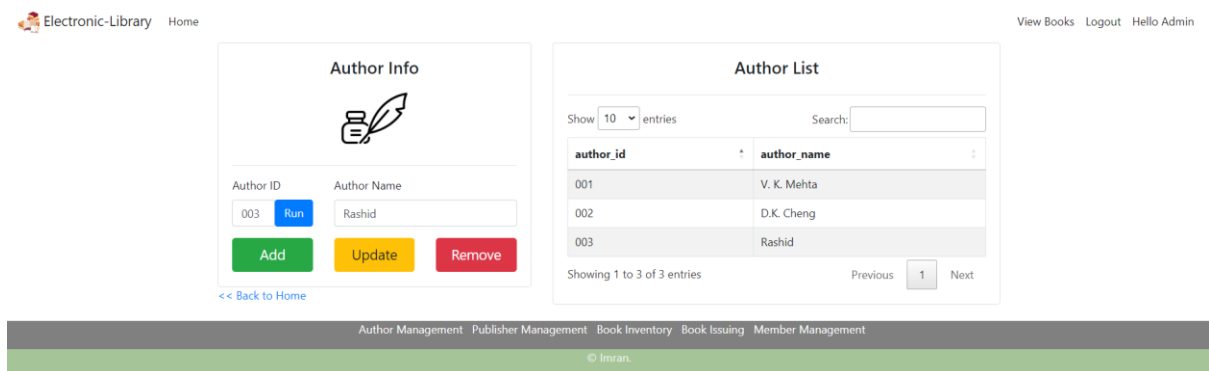 Electronic-Library Home View Books Logout Hello Admin
Author Info
Author ID Author Name
003 Run Rashid
Add Update Remove
<< Back to Home
Author List
Show 10 entries Search:
author_id author_name
001 V. K. Mehta
002 D.K. Cheng
003 Rashid
Showing 1 to 3 of 3 entries Previous 1 Next
Author Management Publisher Management Book Inventory Book Issuing Member Management
© Imran.